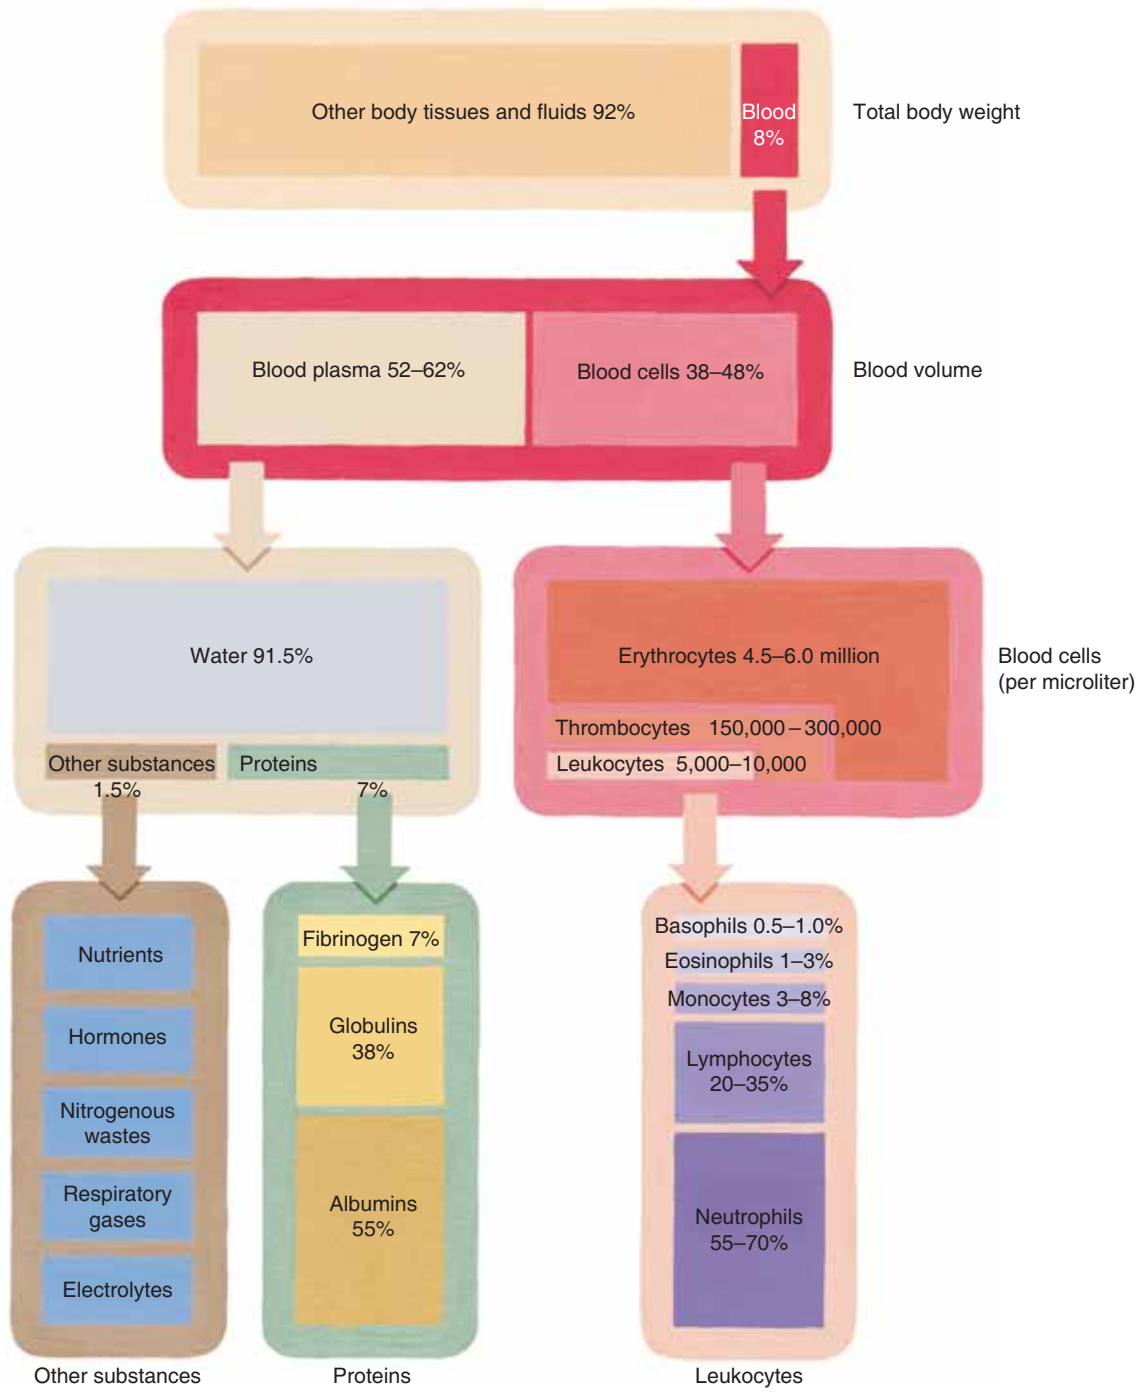 Other body tissues and fluids 92%
Blood
8%
Total body weight
Blood plasma 52–62%
Blood cells 38–48%
Blood volume
Water 91.5%
Other substances
1.5%
Proteins
7%
Erythrocytes 4.5–6.0 million
Thrombocytes 150,000–300,000
Leukocytes 5,000–10,000
Blood cells
(per microliter)
Nutrients
Hormones
Nitrogenous
wastes
Respiratory
gases
Electrolytes
Other substances
Fibrinogen 7%
Globulins
38%
Albumins
55%
Proteins
Basophils 0.5–1.0%
Eosinophils 1–3%
Monocytes 3–8%
Lymphocytes
20–35%
Neutrophils
55–70%
Leukocytes